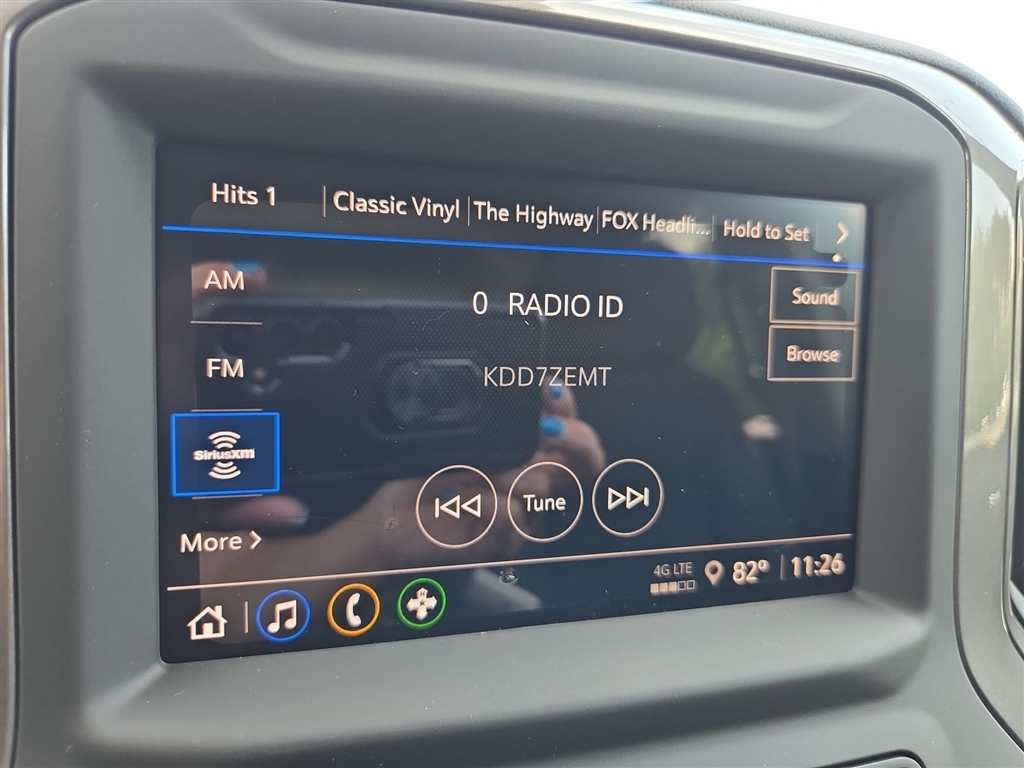 Hits 1 Classic Vinyl The Highway FOX Headli... Hold to Set >
AM
0 RADIO ID
Sound
FM
KDD7ZEMT
Browse
SiriusXM
Tune
More >
4G LTE 82° 11:26